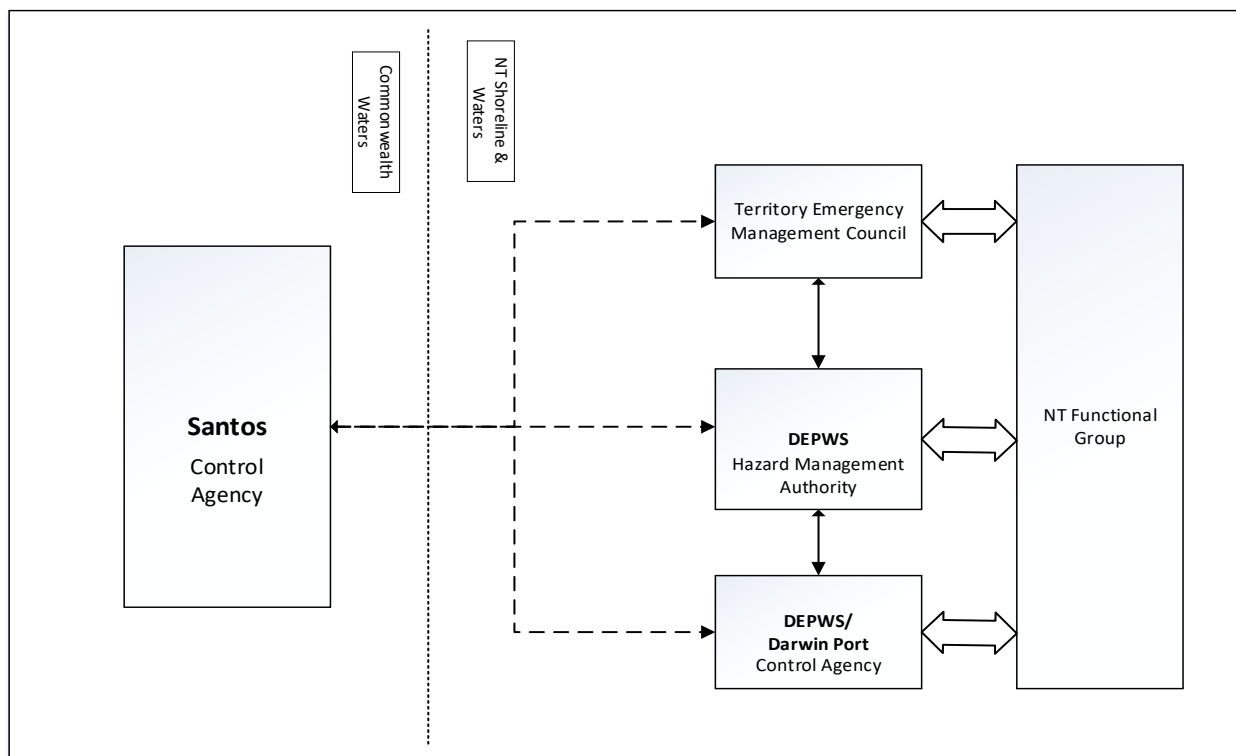 Commonwealth
Waters
NT Shoreline &
Waters
Santos
Control
Agency
Territory Emergency
Management Council
DEPWS
Hazard Management
Authority
DEPWS/
Darwin Port
Control Agency
NT Functional
Group